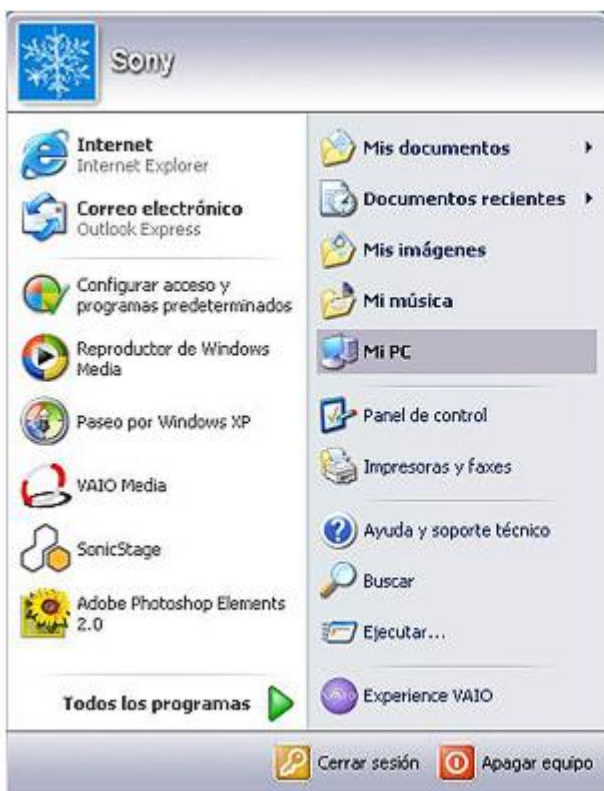 Sony
Internet
Internet Explorer
Correo electrónico
Outlook Express
Configurar acceso y
programas predeterminados
Reproductor de Windows
Media
Paseo por Windows XP
VAIO Media
SonicStage
Adobe Photoshop Elements
2.0
Todos los programas
Mis documentos
Documentos recientes
Mis imágenes
Mi música
Mi PC
Panel de control
Impresoras y faxes
Ayuda y soporte técnico
Buscar
Ejecutar...
Experience VAIO
Cerrar sesión
Apagar equipo